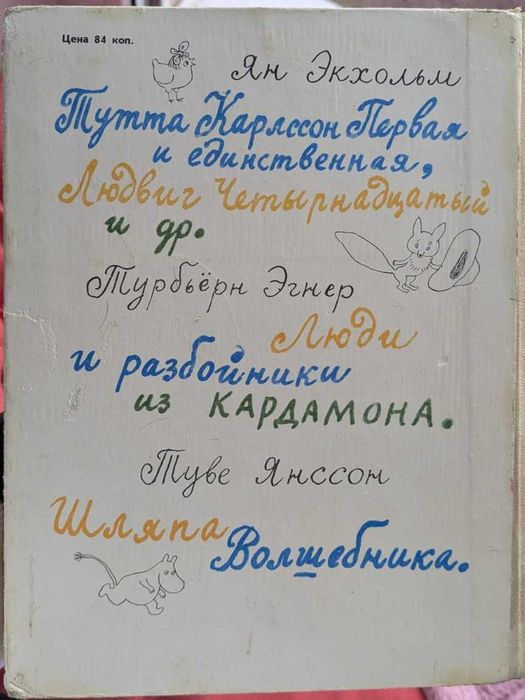 Цена 84 коп.
Ян Экхольм
Тутта Карлссон Первая
и единственная,
Людвиг Четырнадцатый
и др.
Турбьёрн Эгнер
Люди
и разбойники
из КАРДАМОНА.
Туве Янссон
Шляпа
Волшебника.